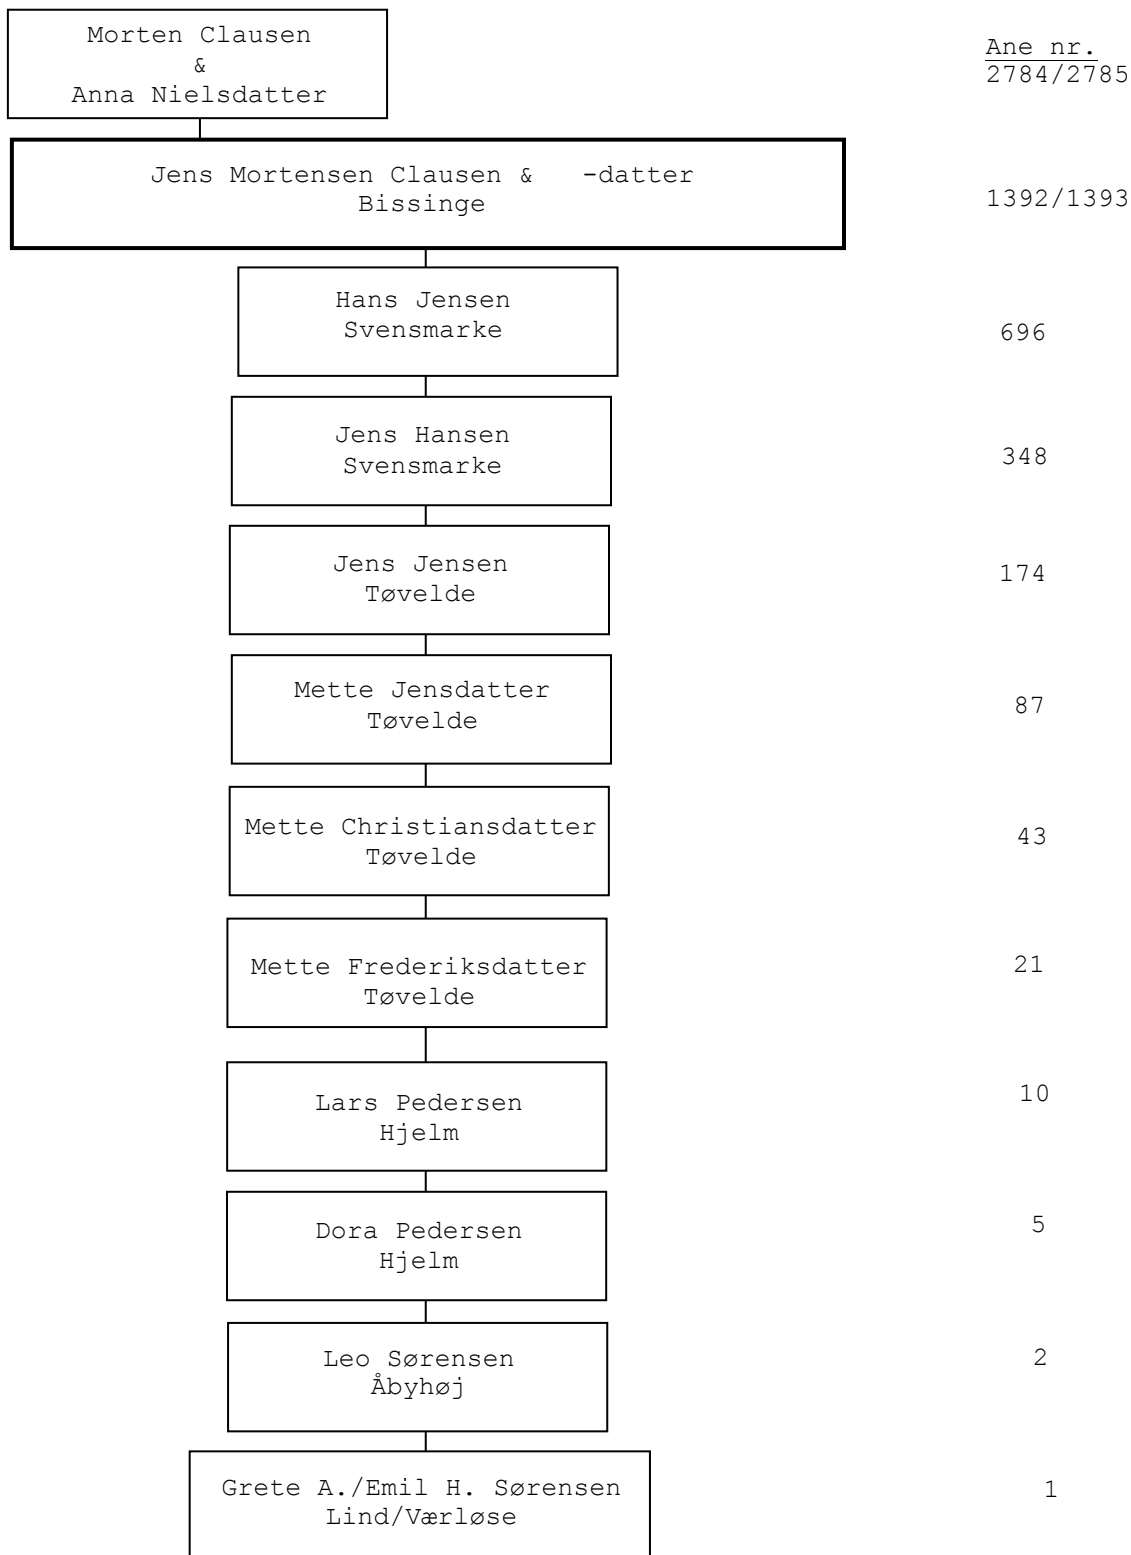 Morten Clausen
&
Anna Nielsdatter
Ane nr.
2784/2785
Jens Mortensen Clausen & -datter
Bissinge
1392/1393
Hans Jensen
Svensmarke
696
Jens Hansen
Svensmarke
348
Jens Jensen
Tøvelde
174
Mette Jensdatter
Tøvelde
87
Mette Christiansdatter
Tøvelde
43
Mette Frederiksdatter
Tøvelde
21
Lars Pedersen
Hjelm
10
Dora Pedersen
Hjelm
5
Leo Sørensen
Åbyhøj
2
Grete A./Emil H. Sørensen
Lind/Værløse
1